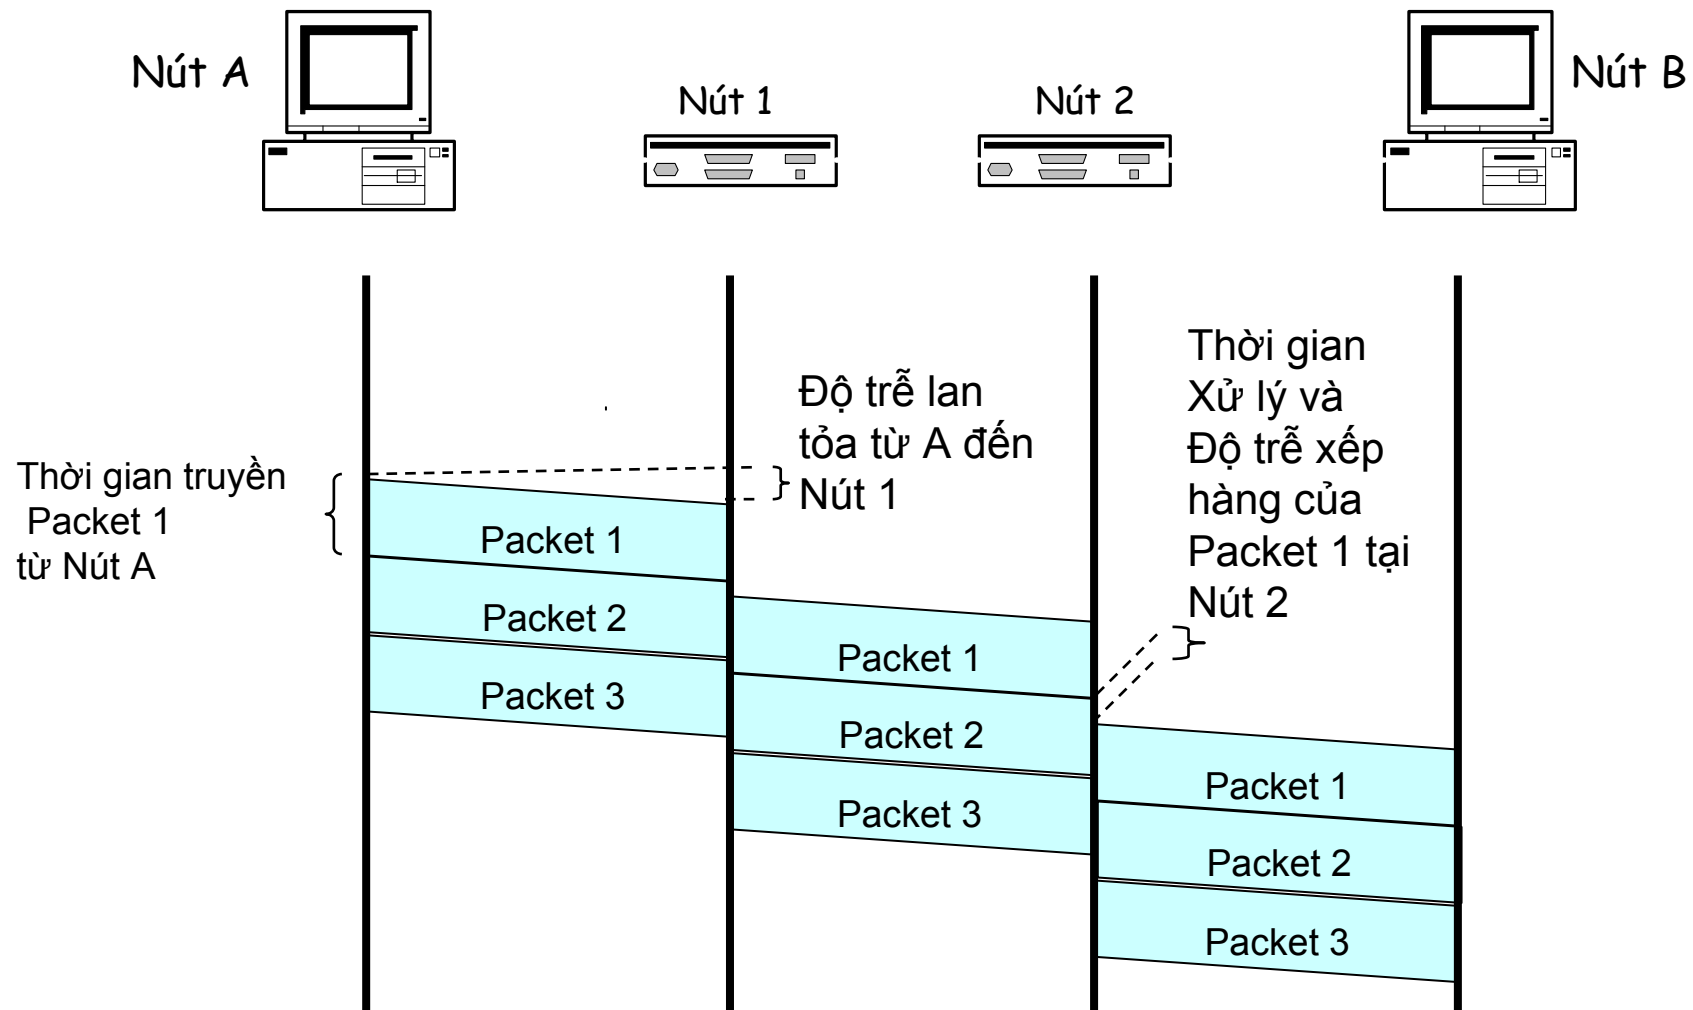 Nút A
Nút 1
Nút 2
Nút B
Thời gian truyền
Packet 1
từ Nút A
Độ trễ lan
tỏa từ A đến
Nút 1
Thời gian
Xử lý và
Độ trễ xếp
hàng của
Packet 1 tại
Nút 2
Packet 1
Packet 2
Packet 3
Packet 1
Packet 2
Packet 3
Packet 1
Packet 2
Packet 3